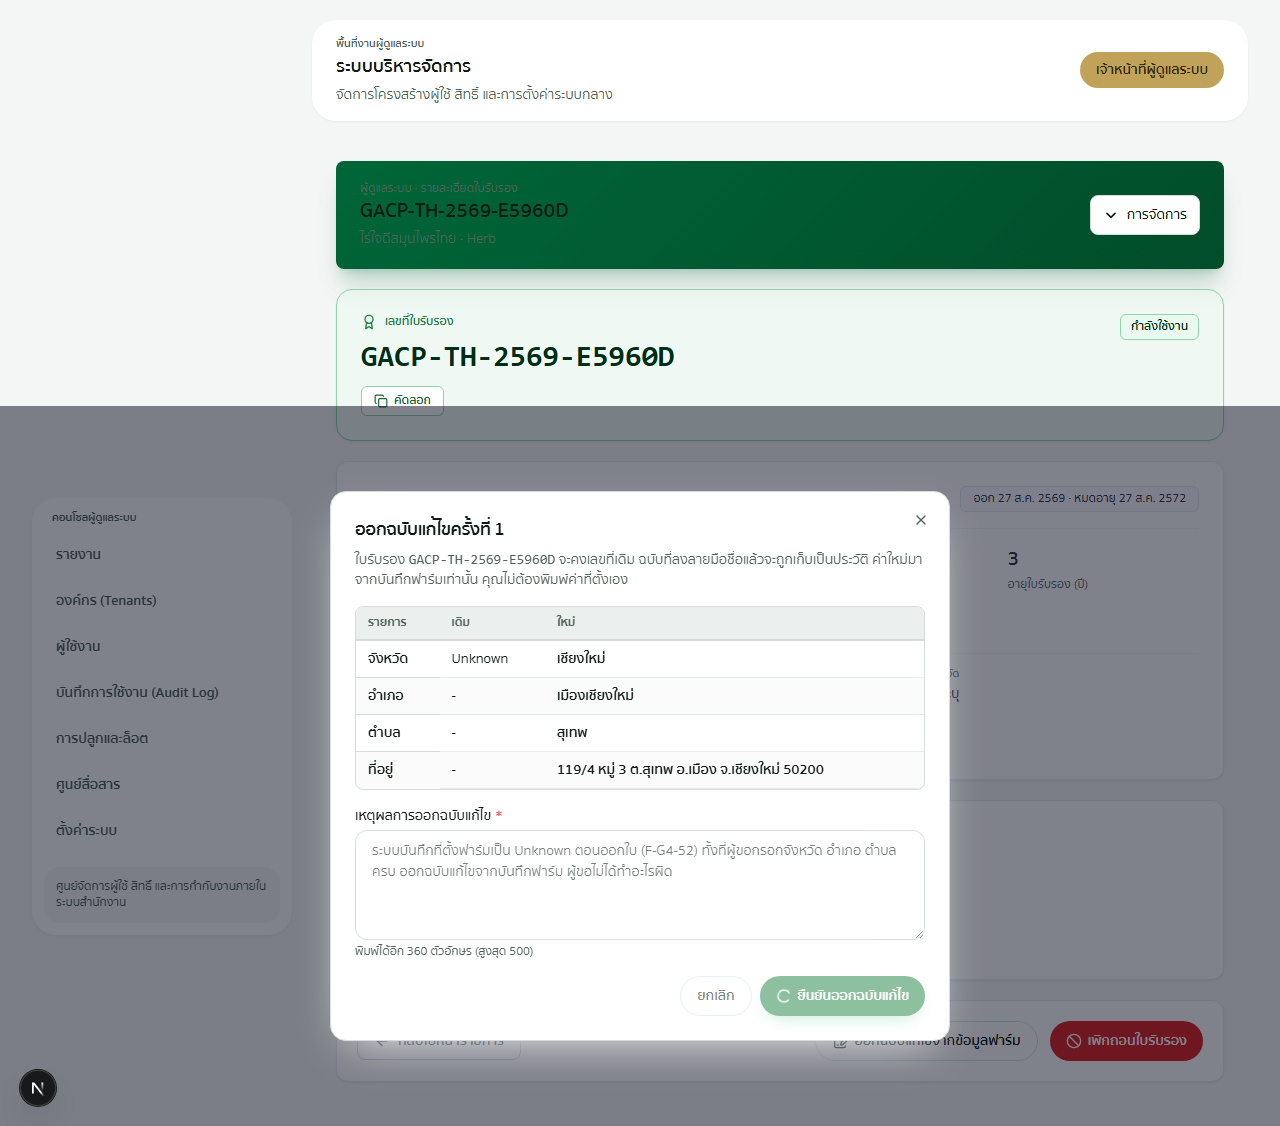 พื้นที่งานผู้ดูแลระบบ
ระบบบริหารจัดการ
จัดการโครงสร้างผู้ใช้ สิทธิ์ และการตั้งค่าระบบกลาง
เจ้าหน้าที่ผู้ดูแลระบบ
ผู้ดูแลระบบ · รายละเอียดใบรับรอง
GACP-TH-2569-E5960D
ไร่ใจดีสมุนไพรไทย · Herb
การจัดการ
เลขที่ใบรับรอง
กำลังใช้งาน
GACP-TH-2569-E5960D
คัดลอก
ออก 27 ส.ค. 2569 · หมดอายุ 27 ส.ค. 2572
3
อายุใบรับรอง (ปี)
คอนโซลผู้ดูแลระบบ
รายงาน
องค์กร (Tenants)
ผู้ใช้งาน
บันทึกการใช้งาน (Audit Log)
การปลูกและล็อต
ศูนย์สื่อสาร
ตั้งค่าระบบ
ศูนย์จัดการผู้ใช้ สิทธิ์ และการกำกับงานภายใน
ระบบสำนักงาน
ออกฉบับแก้ไขครั้งที่ 1
ใบรับรอง GACP-TH-2569-E5960D จะคงเลขที่เดิม ฉบับที่ลงลายมือชื่อแล้วจะถูกเก็บเป็นประวัติ ค่าใหม่มา
จากบันทึกฟาร์มเท่านั้น คุณไม่ต้องพิมพ์ค่าที่ตั้งเอง
รายการ เดิม ใหม่
จังหวัด Unknown เชียงใหม่
อำเภอ - เมืองเชียงใหม่
ตำบล - สุเทพ
ที่อยู่ - 119/4 หมู่ 3 ต.สุเทพ อ.เมือง จ.เชียงใหม่ 50200
เหตุผลการออกฉบับแก้ไข *
ระบบบันทึกที่ตั้งฟาร์มเป็น Unknown ตอนออกใบ (F-G4-52) ทั้งที่ผู้ขอกรอกจังหวัด อำเภอ ตำบล
ครบ ออกฉบับแก้ไขจากบันทึกฟาร์ม ผู้ขอไม่ได้ทำอะไรผิด
พิมพ์ได้อีก 360 ตัวอักษร (สูงสุด 500)
ยกเลิก
ยืนยันออกฉบับแก้ไข
ออกฉบับแก้ไขจากข้อมูลฟาร์ม
เพิกถอนใบรับรอง
N